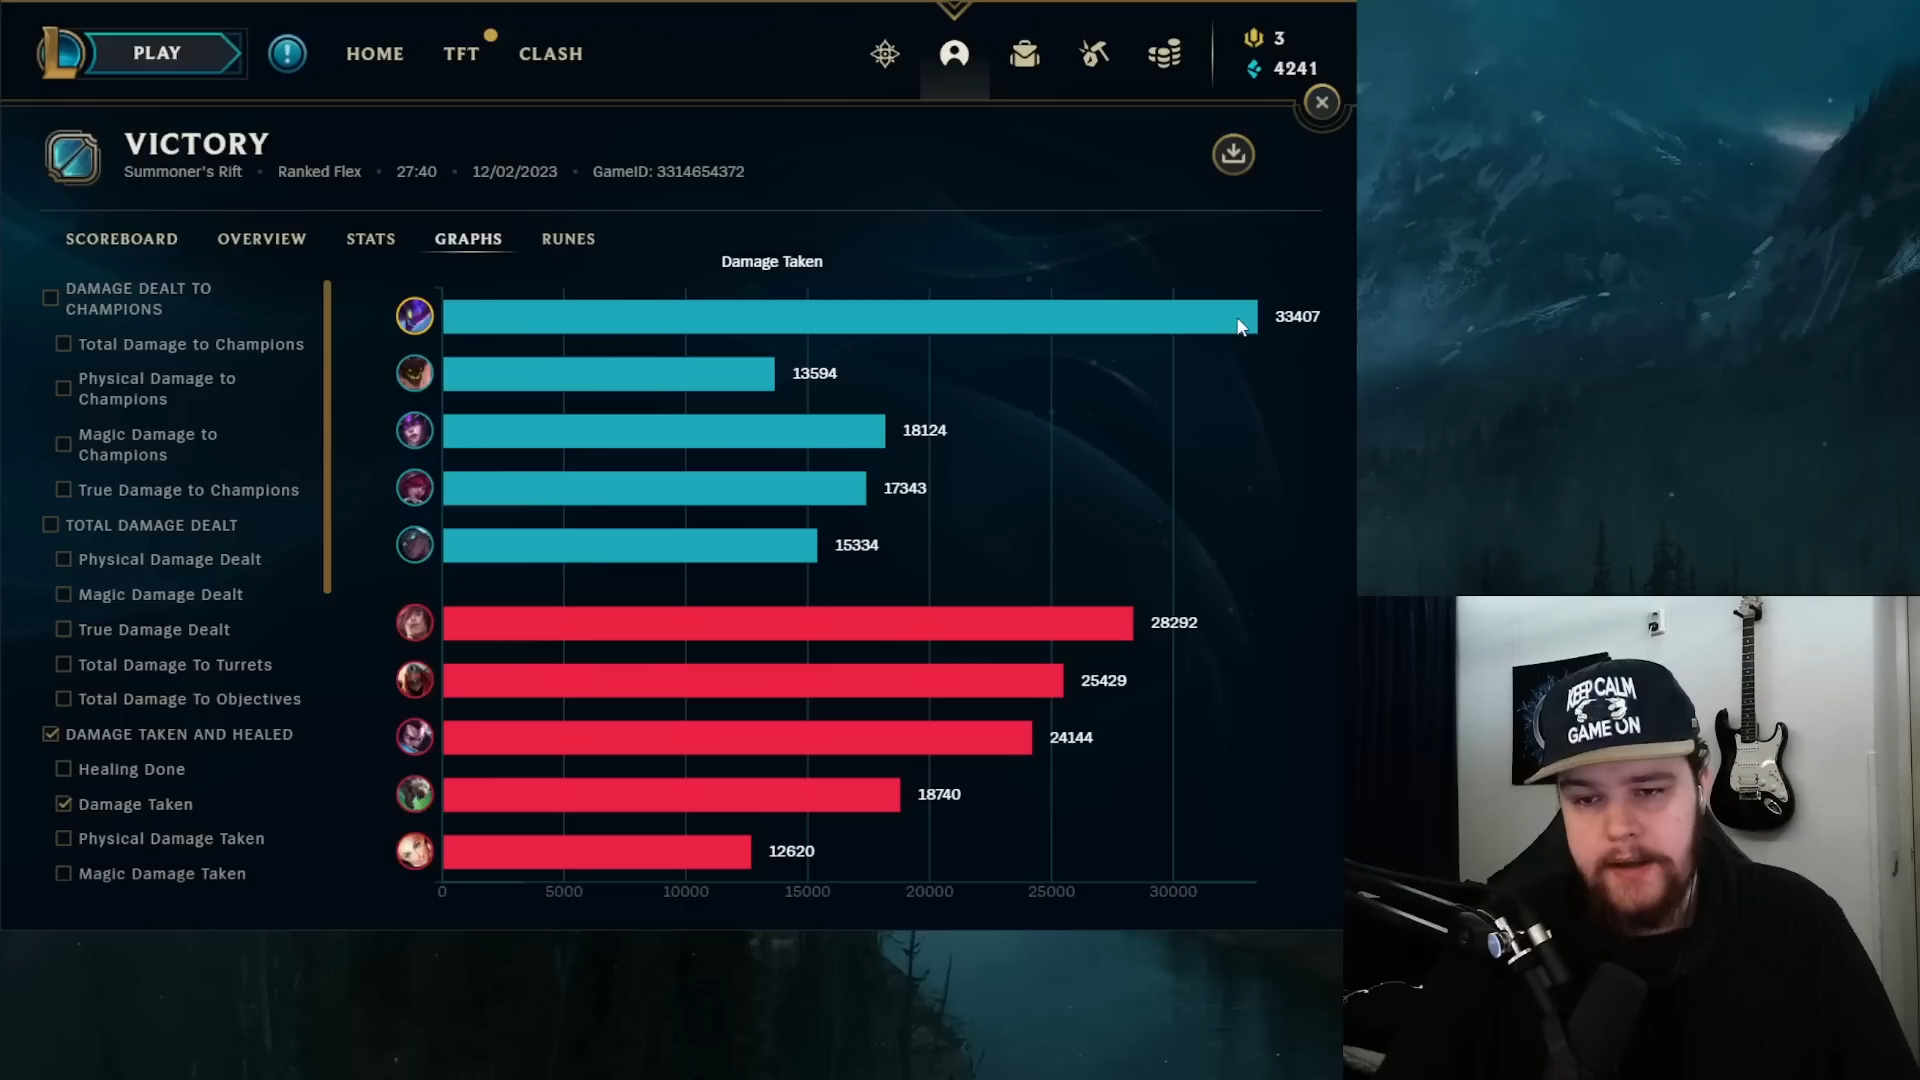 PLAY
HOME
TFT
CLASH
3
4241
VICTORY
Summoner's Rift • Ranked Flex • 27:40 • 12/02/2023 • GameID: 3314654372
SCOREBOARD
OVERVIEW
STATS
GRAPHS
RUNES
DAMAGE DEALT TO
CHAMPIONS
Total Damage to Champions
Physical Damage to
Champions
Magic Damage to
Champions
True Damage to Champions
TOTAL DAMAGE DEALT
Physical Damage Dealt
Magic Damage Dealt
True Damage Dealt
Total Damage To Turrets
Total Damage To Objectives
DAMAGE TAKEN AND HEALED
Healing Done
Damage Taken
Physical Damage Taken
Magic Damage Taken
Damage Taken
33407
13594
18124
17343
15334
28292
25429
24144
18740
12620
0
5000
10000
15000
20000
25000
30000
KEEP CALM
GAME ON